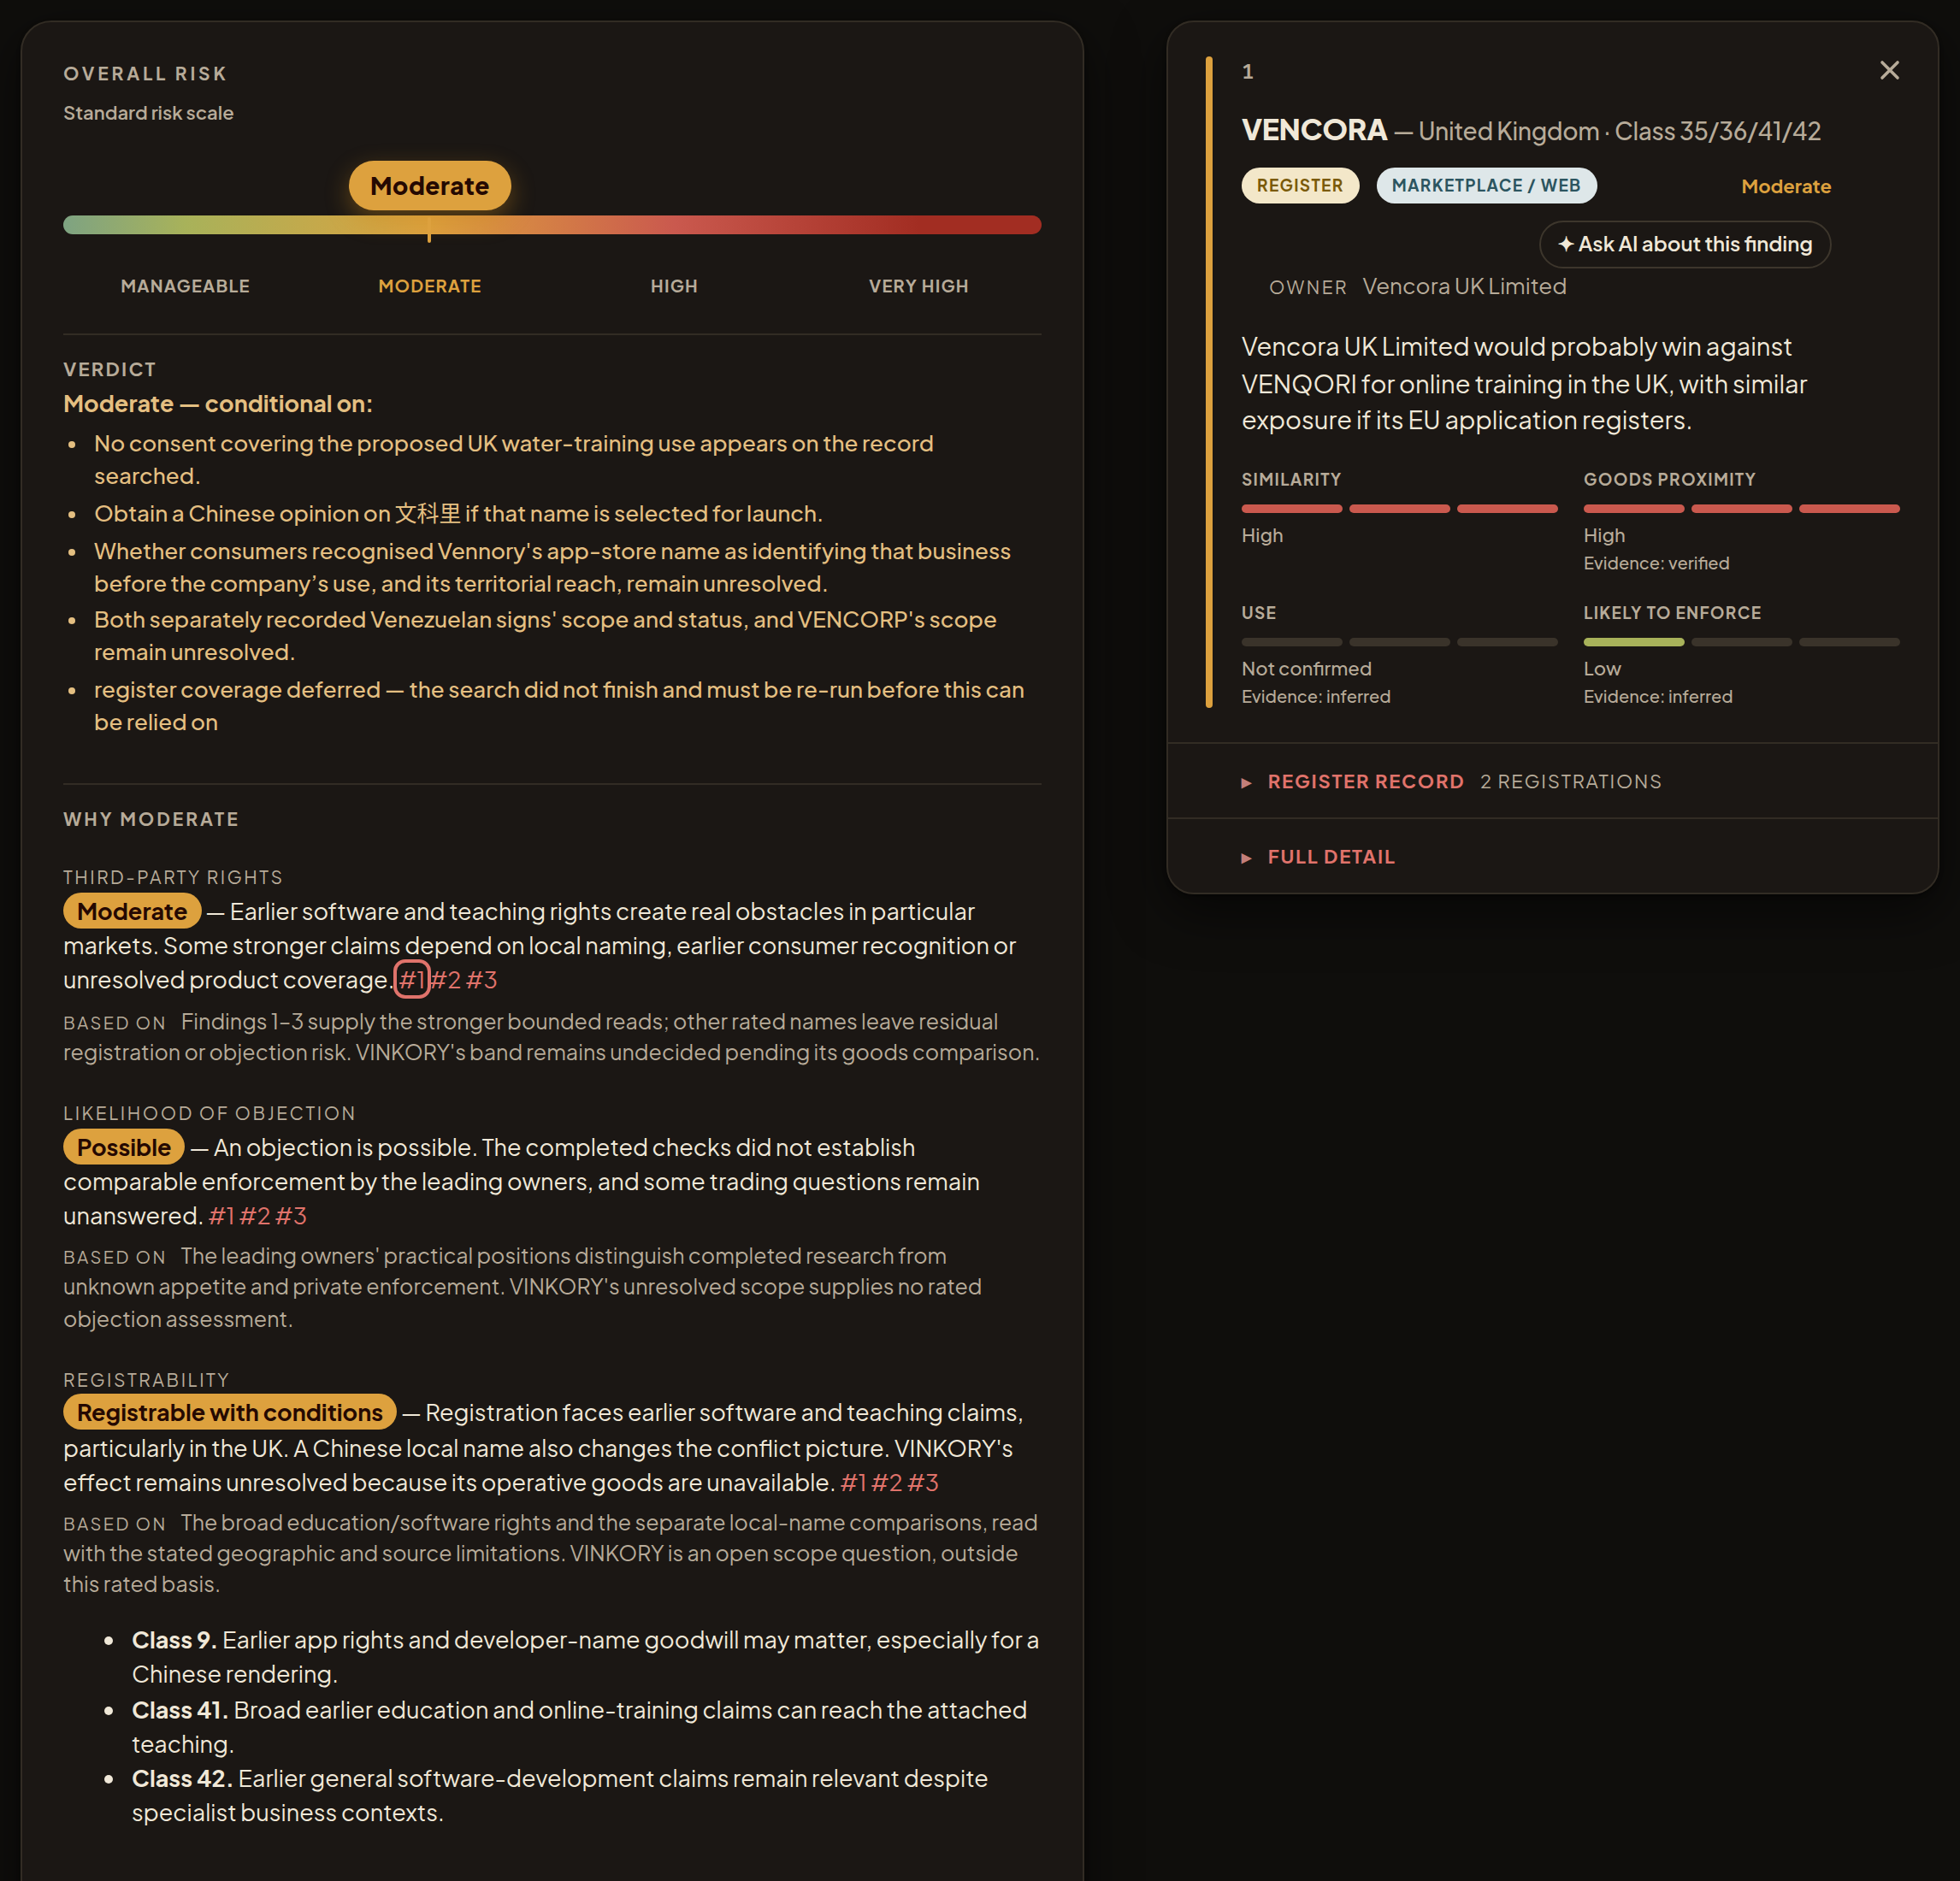 OVERALL RISK
Standard risk scale
Moderate
MANAGEABLE MODERATE HIGH VERY HIGH
VERDICT
Moderate — conditional on:
• No consent covering the proposed UK water-training use appears on the record
searched.
• Obtain a Chinese opinion on 文科里 if that name is selected for launch.
• Whether consumers recognised Vennory's app-store name as identifying that business
before the company’s use, and its territorial reach, remain unresolved.
• Both separately recorded Venezuelan signs' scope and status, and VENCORP's scope
remain unresolved.
• register coverage deferred — the search did not finish and must be re-run before this can
be relied on
WHY MODERATE
THIRD-PARTY RIGHTS
Moderate — Earlier software and teaching rights create real obstacles in particular
markets. Some stronger claims depend on local naming, earlier consumer recognition or
unresolved product coverage. #1 #2 #3
BASED ON Findings 1–3 supply the stronger bounded reads; other rated names leave residual
registration or objection risk. VINKORY's band remains undecided pending its goods comparison.
LIKELIHOOD OF OBJECTION
Possible — An objection is possible. The completed checks did not establish
comparable enforcement by the leading owners, and some trading questions remain
unanswered. #1 #2 #3
BASED ON The leading owners' practical positions distinguish completed research from
unknown appetite and private enforcement. VINKORY's unresolved scope supplies no rated
objection assessment.
REGISTRABILITY
Registrable with conditions — Registration faces earlier software and teaching claims,
particularly in the UK. A Chinese local name also changes the conflict picture. VINKORY's
effect remains unresolved because its operative goods are unavailable. #1 #2 #3
BASED ON The broad education/software rights and the separate local-name comparisons, read
with the stated geographic and source limitations. VINKORY is an open scope question, outside
this rated basis.
• Class 9. Earlier app rights and developer-name goodwill may matter, especially for a
Chinese rendering.
• Class 41. Broad earlier education and online-training claims can reach the attached
teaching.
• Class 42. Earlier general software-development claims remain relevant despite
specialist business contexts.
1
VENCORA — United Kingdom · Class 35/36/41/42
REGISTER MARKETPLACE / WEB Moderate
✦ Ask AI about this finding
OWNER Vencora UK Limited
Vencora UK Limited would probably win against
VENQORI for online training in the UK, with similar
exposure if its EU application registers.
SIMILARITY GOODS PROXIMITY
High High
Evidence: verified
USE LIKELY TO ENFORCE
Not confirmed Low
Evidence: inferred Evidence: inferred
▸ REGISTER RECORD 2 REGISTRATIONS
▸ FULL DETAIL